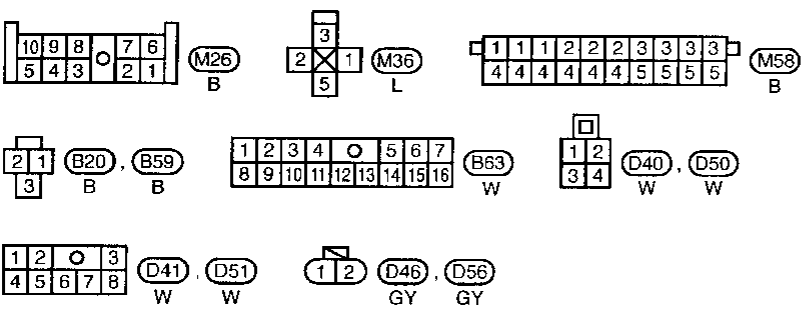 10 9 8 7 6
5 4 3 2 1
M26
B
3
2 1
5
M36
L
1 1 1 2 2 2 3 3 3 3
4 4 4 4 4 4 5 5 5 5
M58
B
2 1
3
B20 , B59
B B
1 2 3 4 5 6 7
8 9 10 11 12 13 14 15 16
B63
W
1 2
3 4
D40 , D50
W W
1 2 3
4 5 6 7 8
D41 , D51
W W
1 2
D46 , D56
GY GY